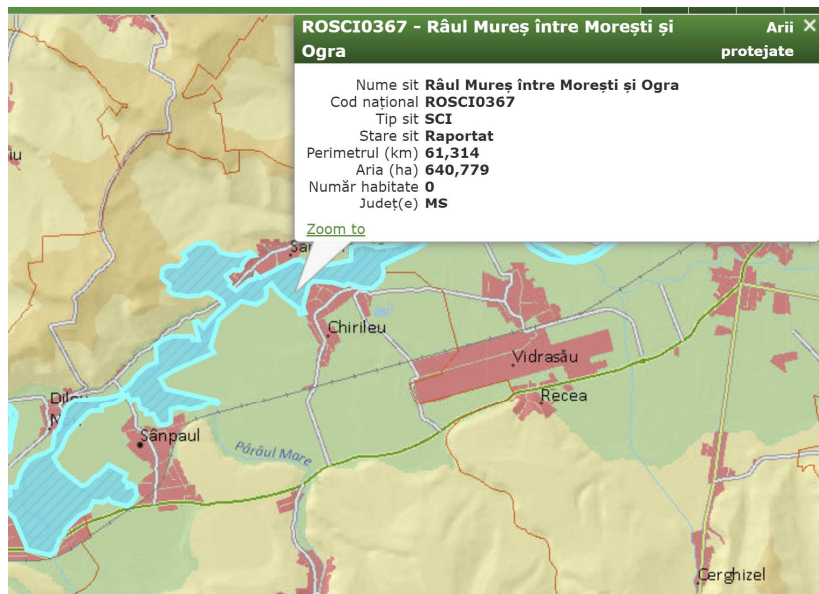 ROSCI0367 - Râul Mureș între Morești și
Ogra
Arii
protejate
Nume sit Râul Mureș între Morești și Ogra
Cod național ROSCI0367
Tip sit SCI
Stare sit Raportat
Perimetrul (km) 61,314
Aria (ha) 640,779
Număr habitate 0
Județ(e) MS
Zoom to
Chirileu
Vidrasău
Recea
Sânpaul
Pârâul Mare
Cerghizel